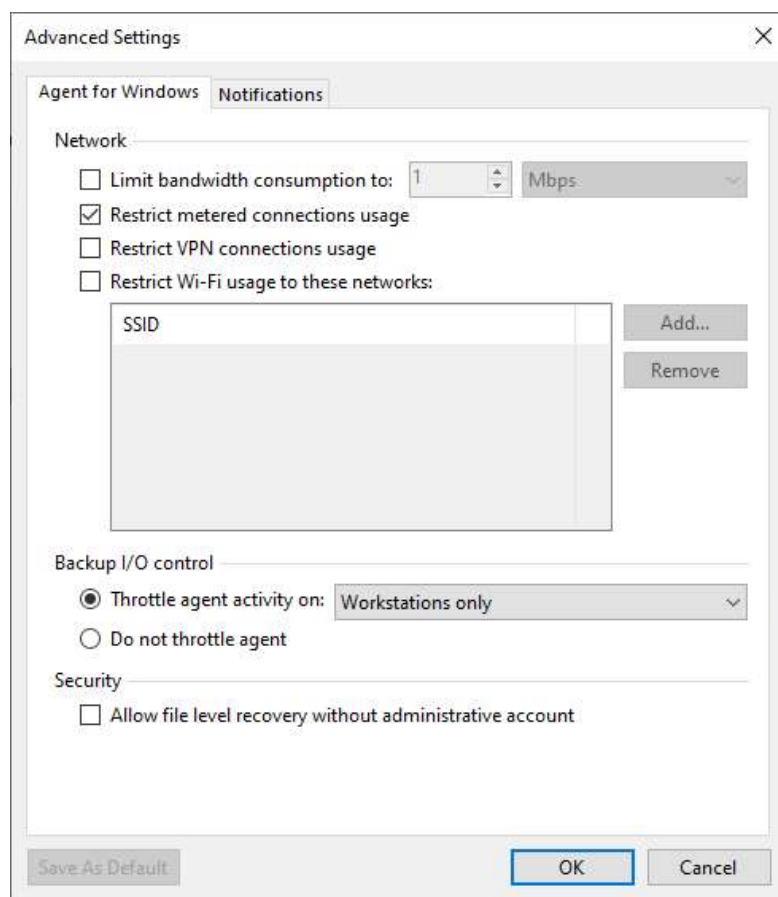 Advanced Settings
Agent for Windows Notifications
Network
Limit bandwidth consumption to: 1 Mbps
Restrict metered connections usage
Restrict VPN connections usage
Restrict Wi-Fi usage to these networks:
SSID
Add...
Remove
Backup I/O control
Throttle agent activity on: Workstations only
Do not throttle agent
Security
Allow file level recovery without administrative account
Save As Default OK Cancel